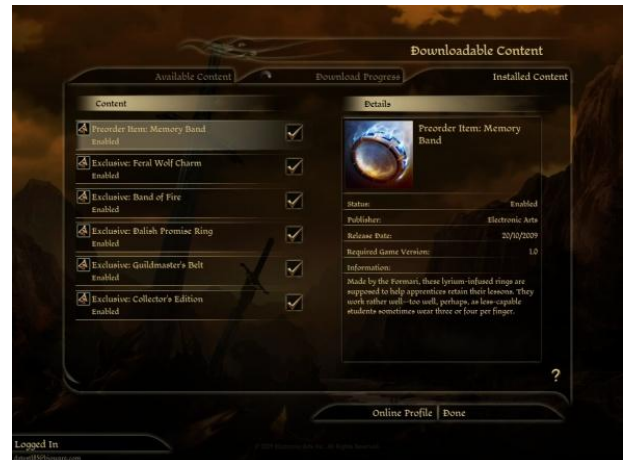 Downloadable Content
Available Content
Download Progress
Installed Content
Content
Preorder Item: Memory Band
Enabled
Exclusive: Feral Wolf Charm
Enabled
Exclusive: Band of Fire
Enabled
Exclusive: Dalish Promise Ring
Enabled
Exclusive: Guildmaster's Belt
Enabled
Exclusive: Collector's Edition
Enabled
Details
Preorder Item: Memory
Band
Status: Enabled
Publisher: Electronic Arts
Release Date: 20/10/2009
Required Game Version: 1.0
Information:
Made by the Formari, these lyrium-infused rings are
supposed to help apprentices retain their lessons. They
work rather well—too well, perhaps, as less-capable
students sometimes wear three or four per finger.
?
Online Profile | Done
Logged In